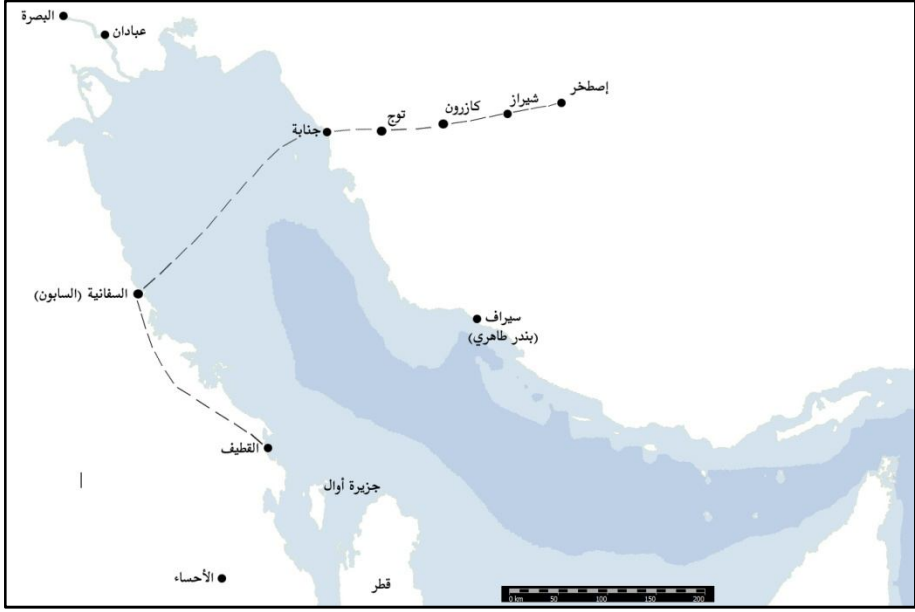 البصرة
عبادان
إصطخر
شيراز
كازرون
توج
جنابة
السفانية (السابون)
سيراف
(بندر طاهري)
القطيف
جزيرة أوال
الأحساء
قطر
0 km 50 100 150 200